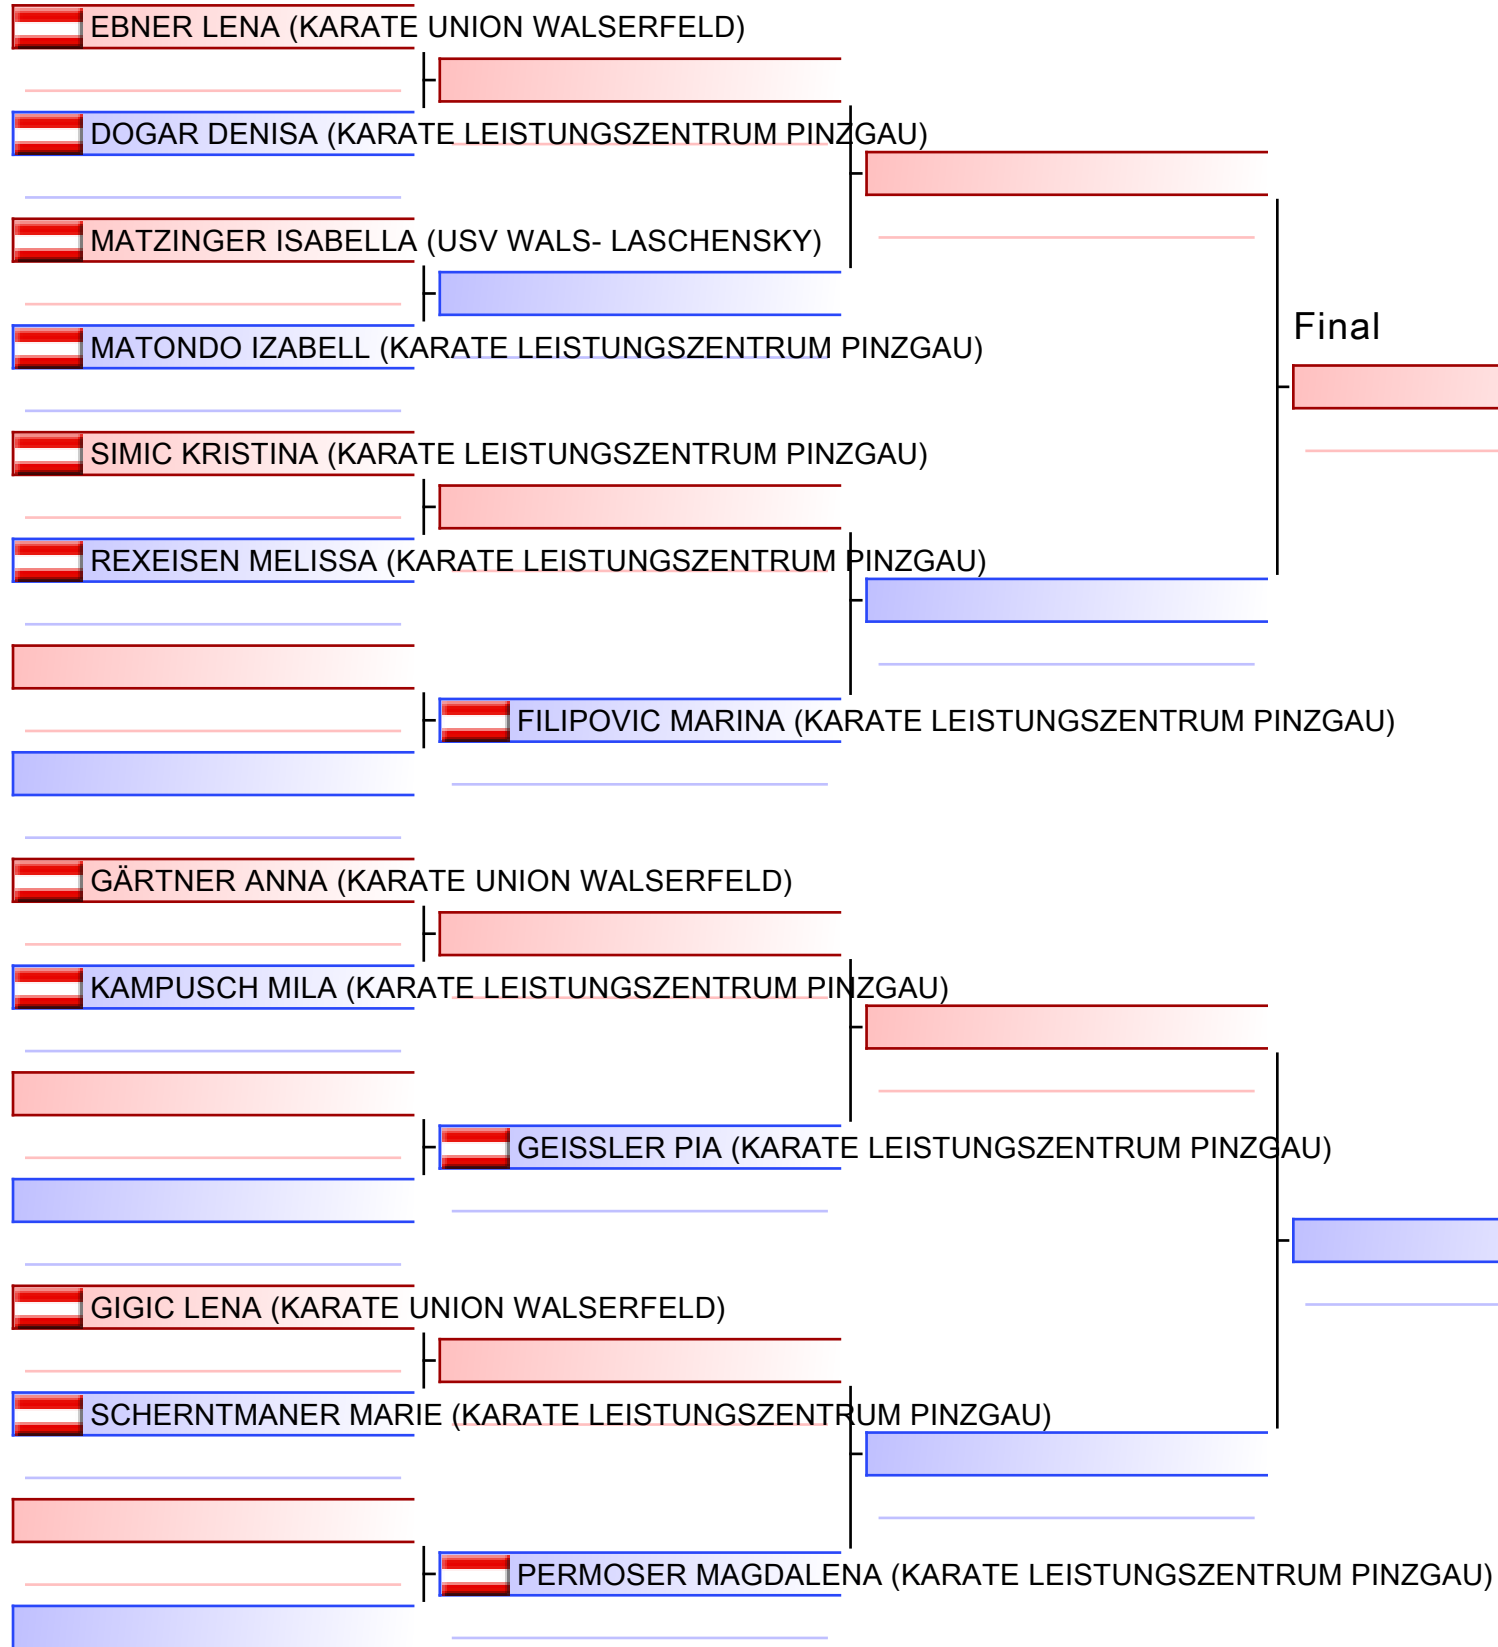 EBNER LENA (KARATE UNION WALSERFELD)
DOGAR DENISA (KARATE LEISTUNGSZENTRUM PINZGAU)
MATZINGER ISABELLA (USV WALS- LASCHENSKY)
Final
MATONDO IZABELL (KARATE LEISTUNGSZENTRUM PINZGAU)
SIMIC KRISTINA (KARATE LEISTUNGSZENTRUM PINZGAU)
REXEISEN MELISSA (KARATE LEISTUNGSZENTRUM PINZGAU)
FILIPOVIC MARINA (KARATE LEISTUNGSZENTRUM PINZGAU)
GÄRTNER ANNA (KARATE UNION WALSERFELD)
KAMPUSCH MILA (KARATE LEISTUNGSZENTRUM PINZGAU)
GEISSLER PIA (KARATE LEISTUNGSZENTRUM PINZGAU)
GIGIC LENA (KARATE UNION WALSERFELD)
SCHERNTMANER MARIE (KARATE LEISTUNGSZENTRUM PINZGAU)
PERMOSER MAGDALENA (KARATE LEISTUNGSZENTRUM PINZGAU)